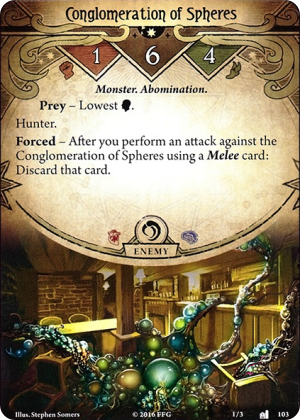 Conglomeration of Spheres
1 6 4
Monster. Abomination.
Prey – Lowest
Hunter.
Forced – After you perform an attack against the
Conglomeration of Spheres using a Melee card:
Discard that card.
ENEMY
Illus. Stephen Somers © 2016 FFG 1/3 103